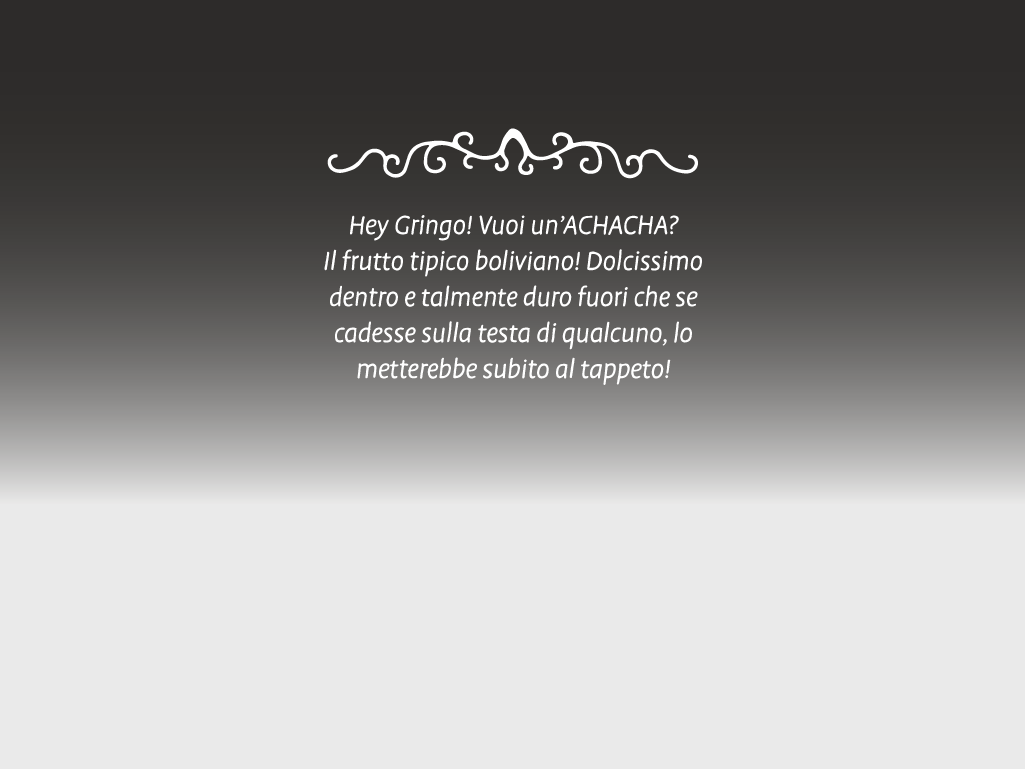 Hey Gringo! Vuoi un’ACHACHA?
Il frutto tipico boliviano! Dolcissimo
dentro e talmente duro fuori che se
cadesse sulla testa di qualcuno, lo
metterebbe subito al tappeto!